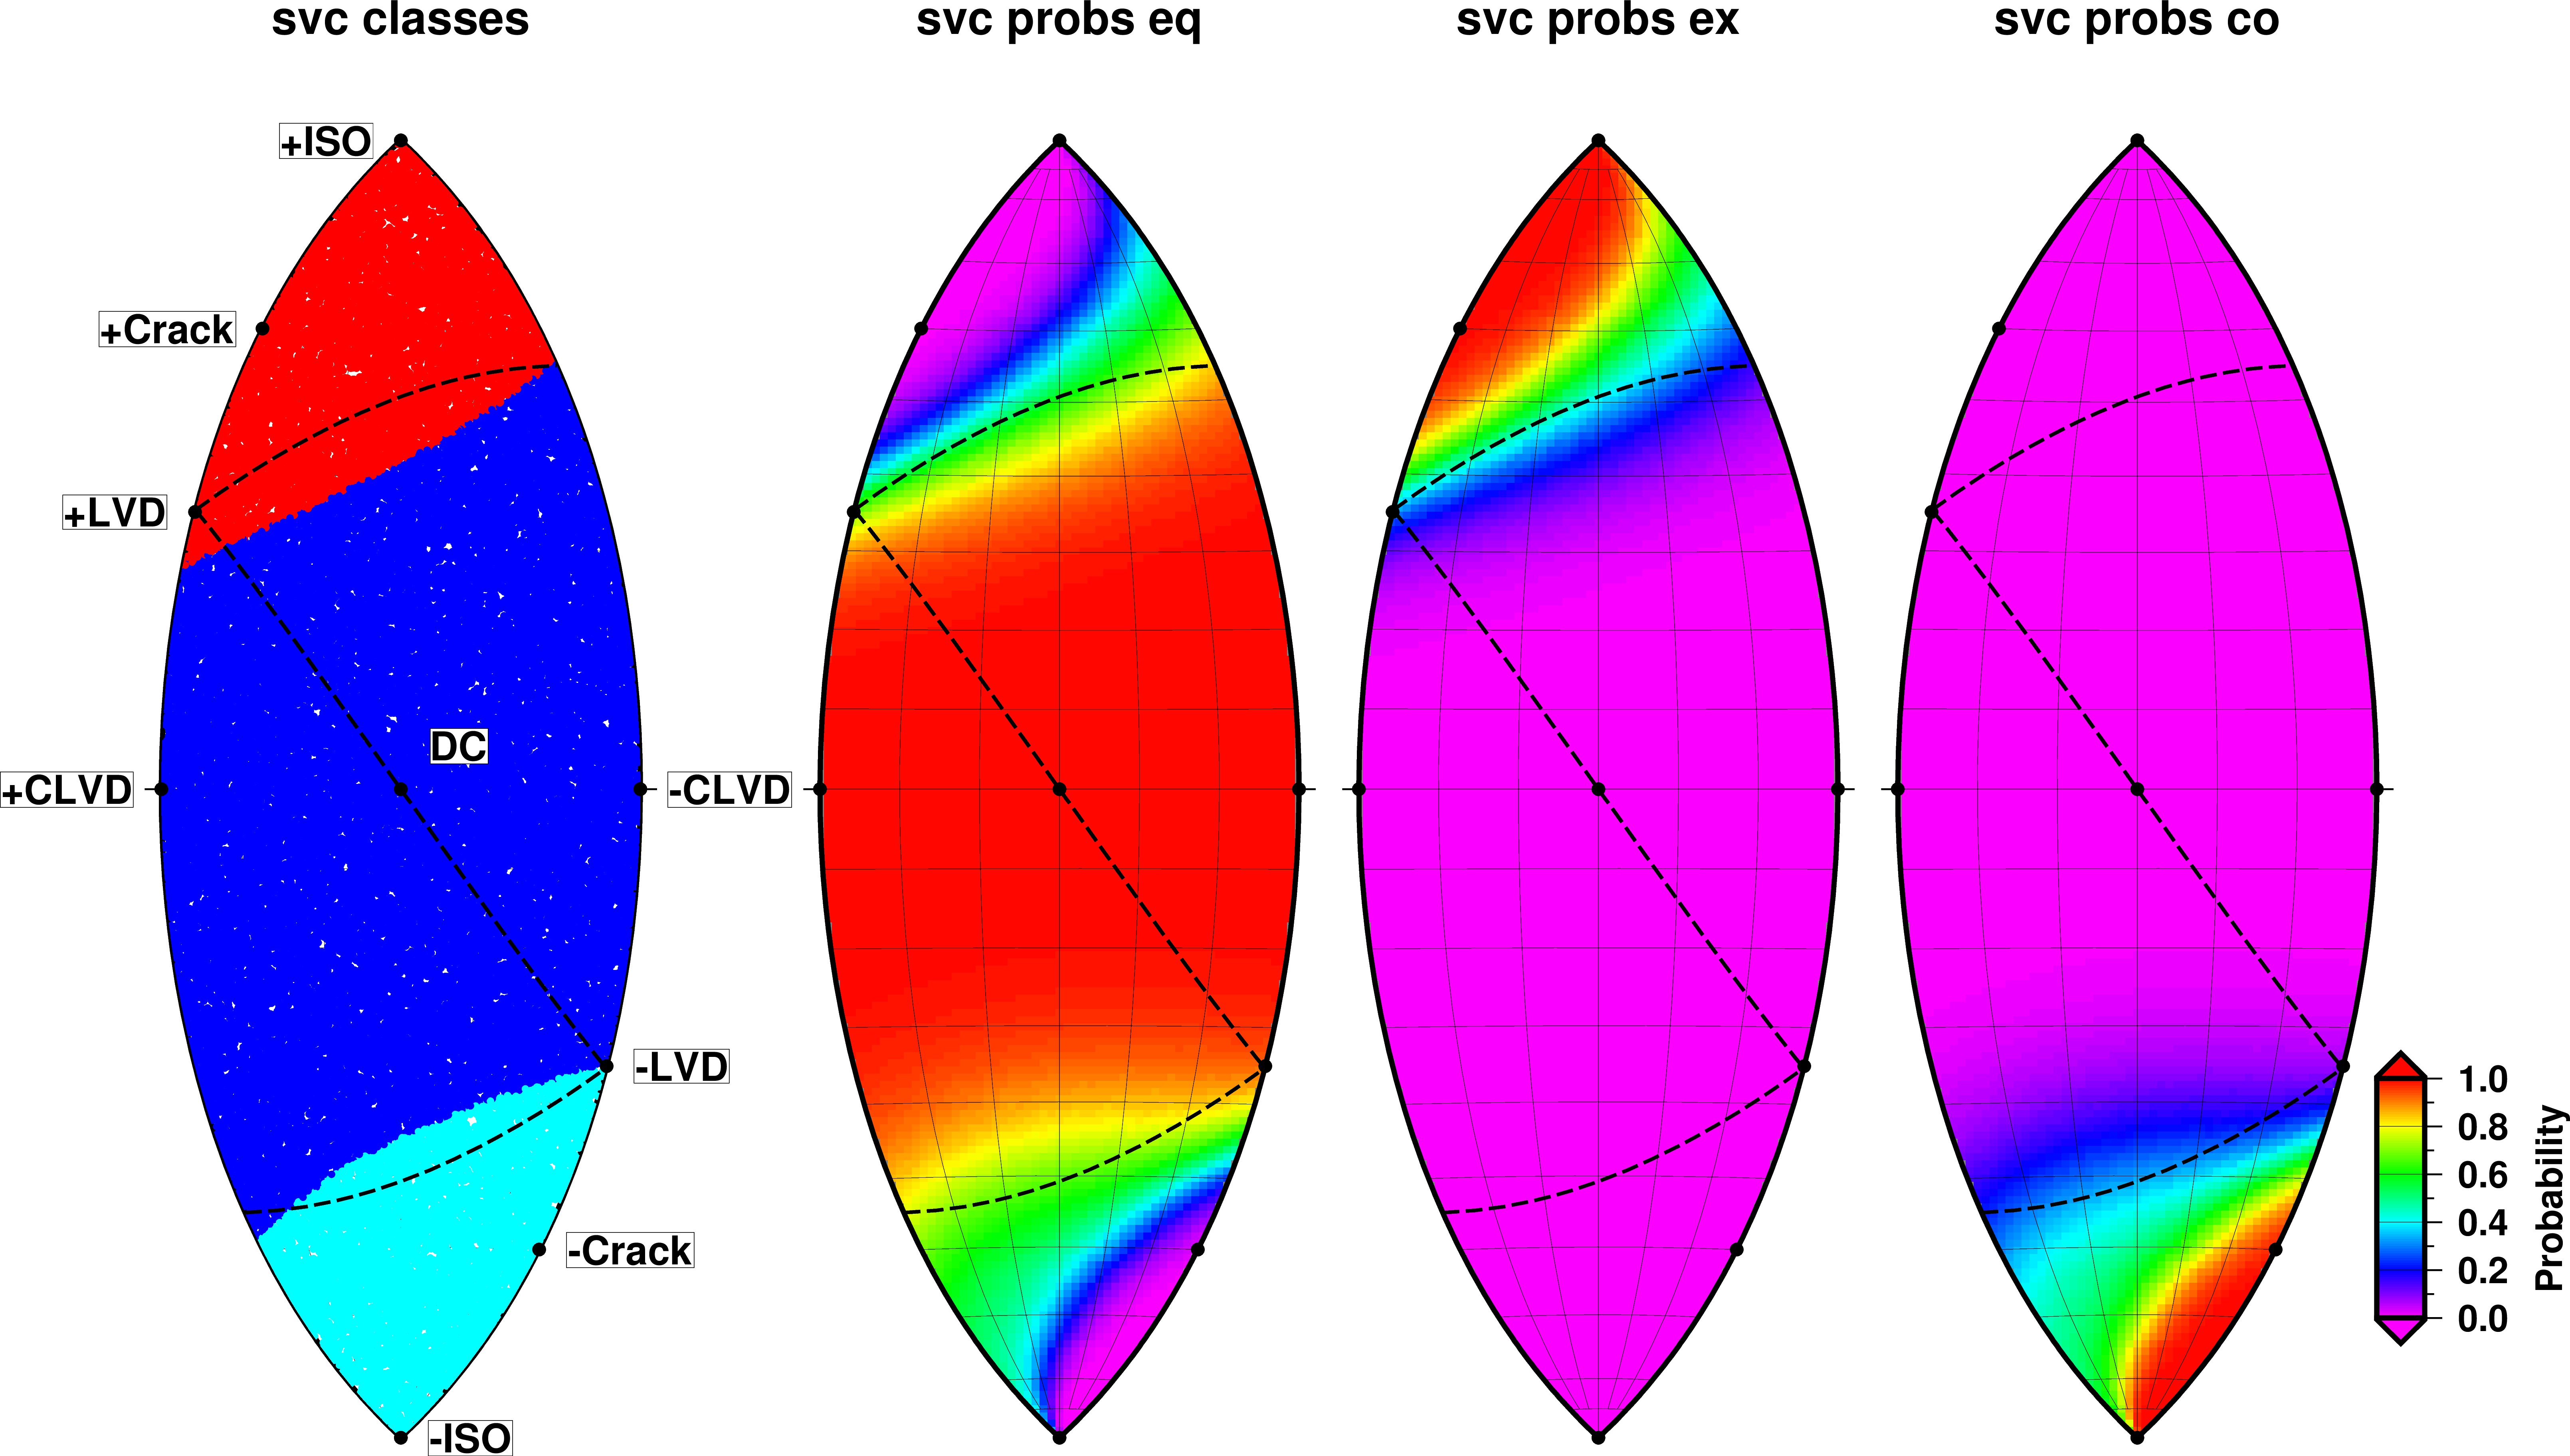 svc classes
svc probs eq
svc probs ex
svc probs co
+ISO
+Crack
+LVD
DC
+CLVD
-CLVD
-LVD
-Crack
-ISO
1.0
0.8
0.6
0.4
0.2
0.0
Probability